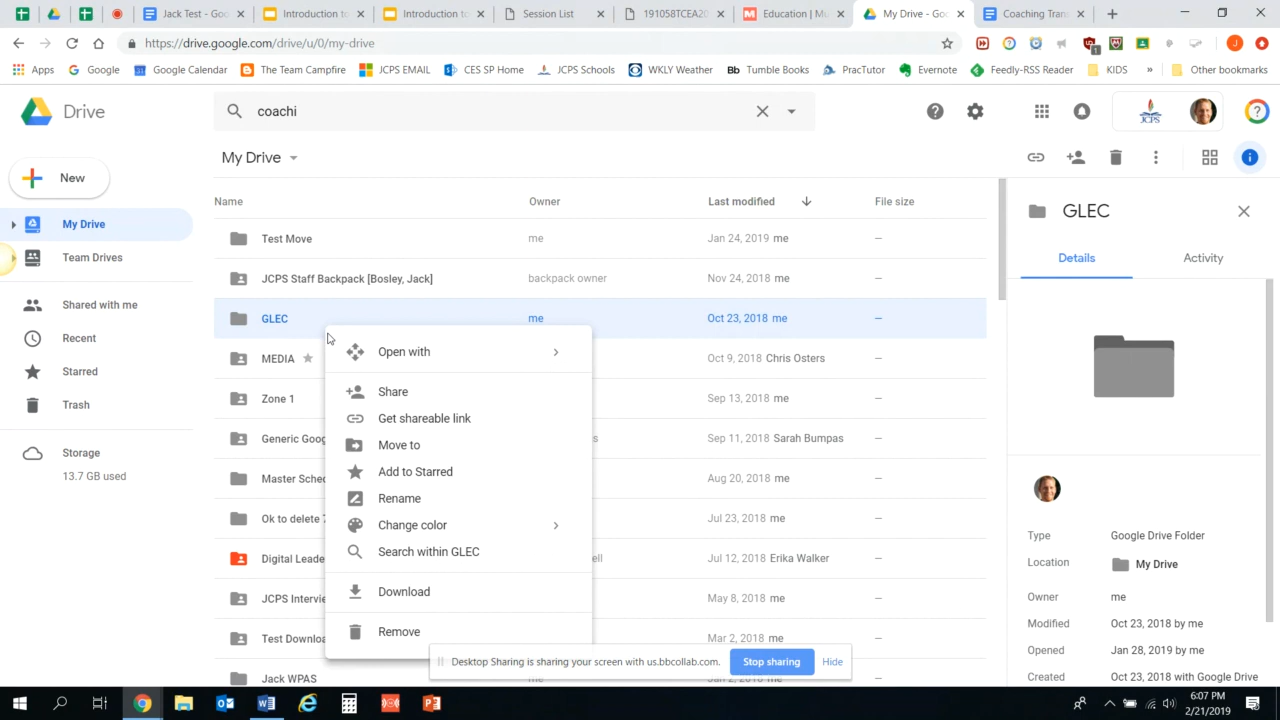 Jack Test - Goo
Introduction to
Introduction to
Session List
191058TCEA20
Education | Mu
My Drive - Goo
Coaching Tran
https://drive.google.com/drive/u/0/my-drive
1
J
Apps
Google
Google Calendar
The Team Campfire
JCPS EMAIL
CES SP Home
JCPS Schools
WKLY Weather
Bb Tumble Books
PracTutor
Evernote
Feedly-RSS Reader
KIDS
»
Other bookmarks
Drive
coachi
JCPS
New
My Drive
Team Drives
Shared with me
Recent
Starred
Trash
Storage
13.7 GB used
My Drive
Name Owner Last modified File size
Test Move me Jan 24, 2019 me –
JCPS Staff Backpack [Bosley, Jack] backpack owner Nov 24, 2018 me –
GLEC me Oct 23, 2018 me –
MEDIA Oct 9, 2018 Chris Osters –
Zone 1 Sep 13, 2018 me –
Generic Goog s Sep 11, 2018 Sarah Bumpas –
Master Sched Aug 20, 2018 me –
Ok to delete 7 Jul 23, 2018 me –
Digital Leade ell Jul 12, 2018 Erika Walker –
JCPS Intervie May 8, 2018 me –
Test Downloa Mar 2, 2018 me –
Jack WPAS
Open with
Share
Get shareable link
Move to
Add to Starred
Rename
Change color
Search within GLEC
Download
Remove
GLEC
Details Activity
Type Google Drive Folder
Location My Drive
Owner me
Modified Oct 23, 2018 by me
Opened Jan 28, 2019 by me
Created Oct 23, 2018 with Google Drive
Desktop Sharing is sharing your screen with us.bbcollab.com.
Stop sharing
Hide
6:07 PM
2/21/2019